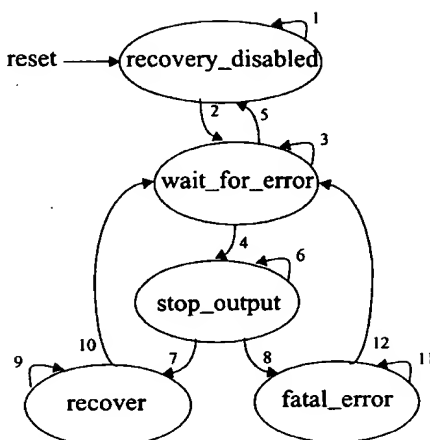 1
reset
recovery_disabled
2
5
3
wait_for_error
4
6
stop_output
10
12
9
7
8
11
recover
fatal_error